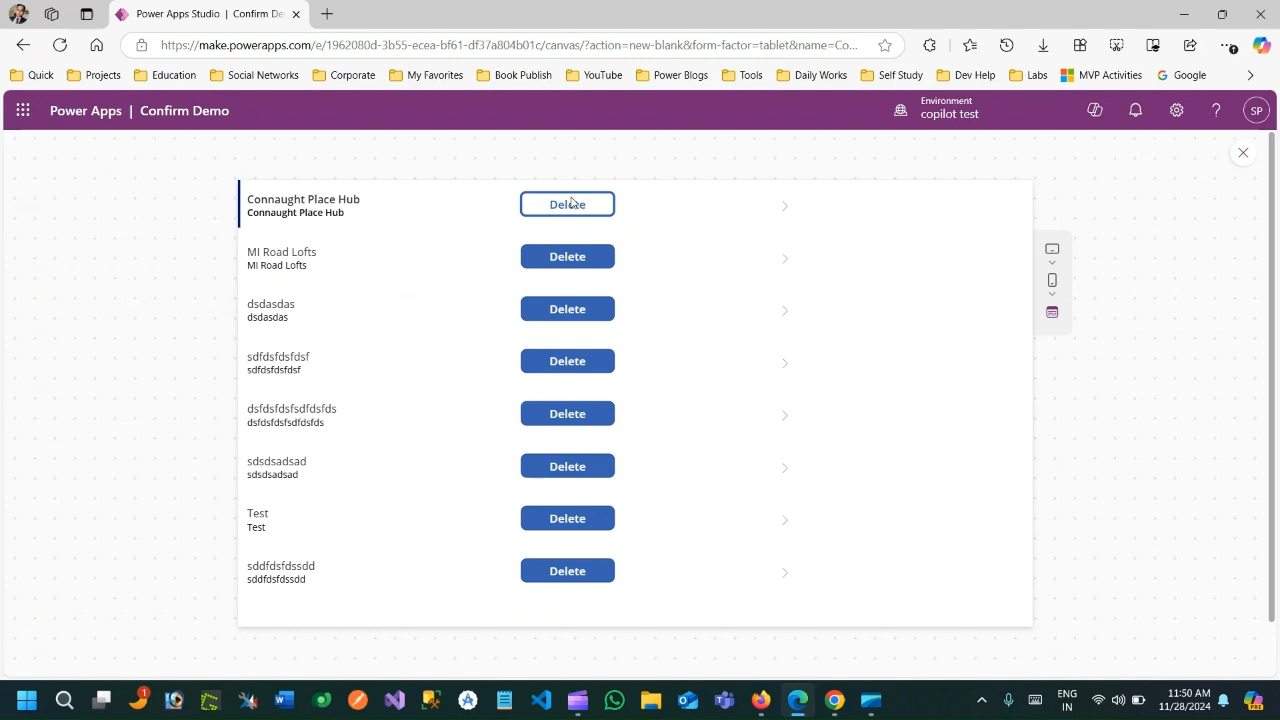 Power Apps Studio | Confirm Dem
https://make.powerapps.com/e/1962080d-3b55-ecea-bf61-df37a804b01c/canvas/?action=new-blank&form-factor=tablet&name=Co...
Quick Projects Education Social Networks Corporate My Favorites Book Publish YouTube Power Blogs Tools Daily Works Self Study Dev Help Labs MVP Activities Google
Power Apps | Confirm Demo
Environment
copilot test
SP
Connaught Place Hub
Connaught Place Hub
Delete
MI Road Lofts
MI Road Lofts
Delete
dsdasdas
dsdasdas
Delete
sdfdsfdsfdsf
sdfdsfdsfdsf
Delete
dsfdsfdsfsdfdsfds
dsfdsfdsfsdfdsfds
Delete
sdsdsadsad
sdsdsadsad
Delete
Test
Test
Delete
sddfdsfdssdd
sddfdsfdssdd
Delete
1
ENG
IN
11:50 AM
11/28/2024